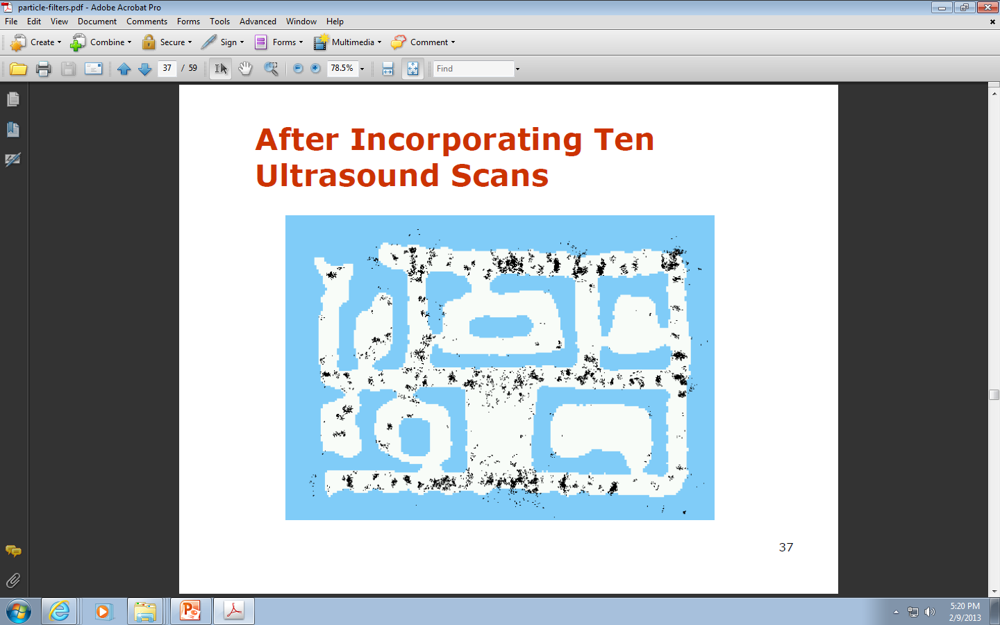 particle-filters.pdf - Adobe Acrobat Pro
File Edit View Document Comments Forms Tools Advanced Window Help
Create Combine Secure Sign Forms Multimedia Comment
37 / 59 78.5% Find
After Incorporating Ten
Ultrasound Scans
37
5:20 PM
2/9/2013